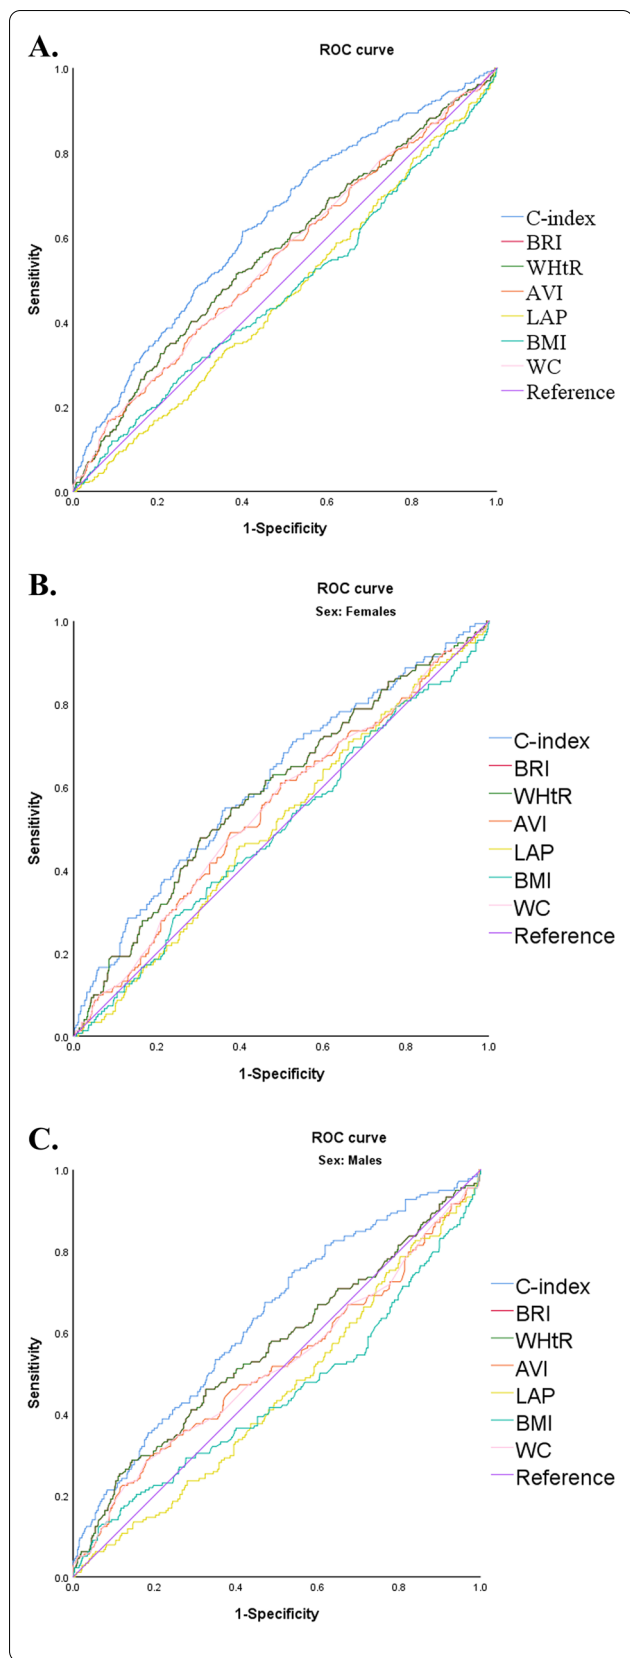 A.
ROC curve
1.0
0.8
0.6
0.4
0.2
0.0
Sensitivity
0.0 0.2 0.4 0.6 0.8 1.0
1-Specificity
C-index
BRI
WHtR
AVI
LAP
BMI
WC
Reference
B.
ROC curve
Sex: Females
1.0
0.8
0.6
0.4
0.2
0.0
Sensitivity
0.0 0.2 0.4 0.6 0.8 1.0
1-Specificity
C-index
BRI
WHtR
AVI
LAP
BMI
WC
Reference
C.
ROC curve
Sex: Males
1.0
0.8
0.6
0.4
0.2
0.0
Sensitivity
0.0 0.2 0.4 0.6 0.8 1.0
1-Specificity
C-index
BRI
WHtR
AVI
LAP
BMI
WC
Reference